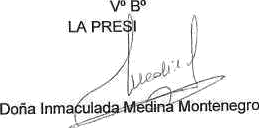 Vº Bº
LA PRESI
Doña Inmaculada Medina Montenegro